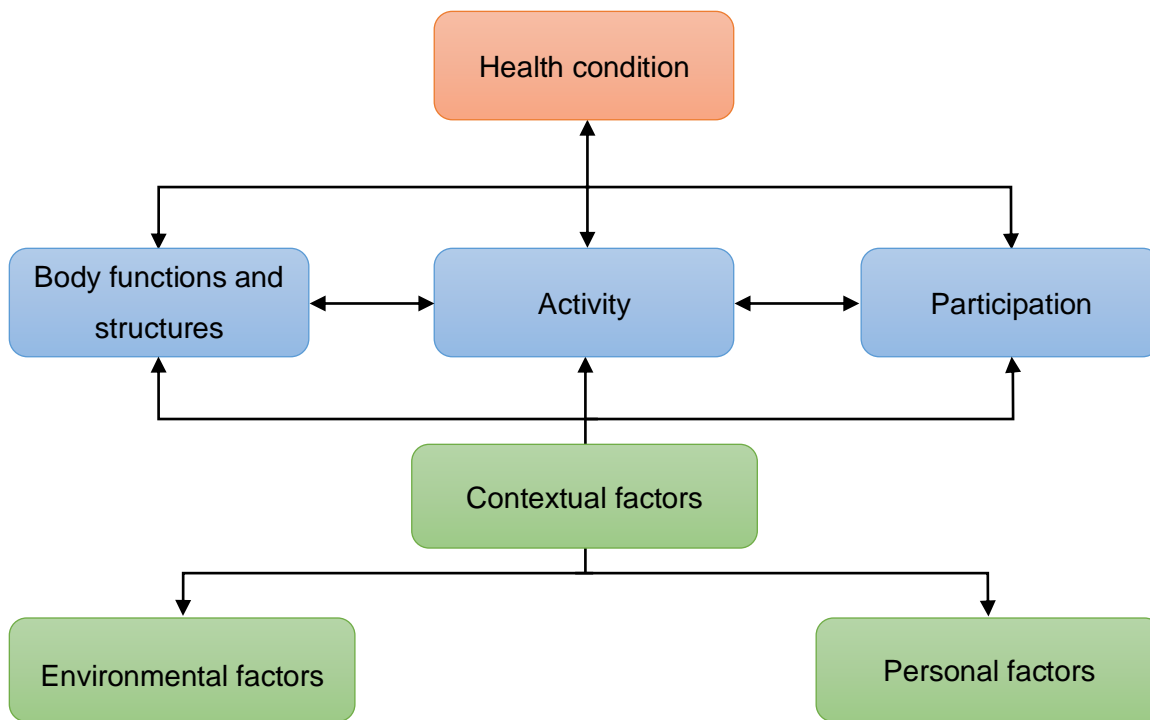 Health condition
Body functions and
structures
Activity
Participation
Contextual factors
Environmental factors
Personal factors